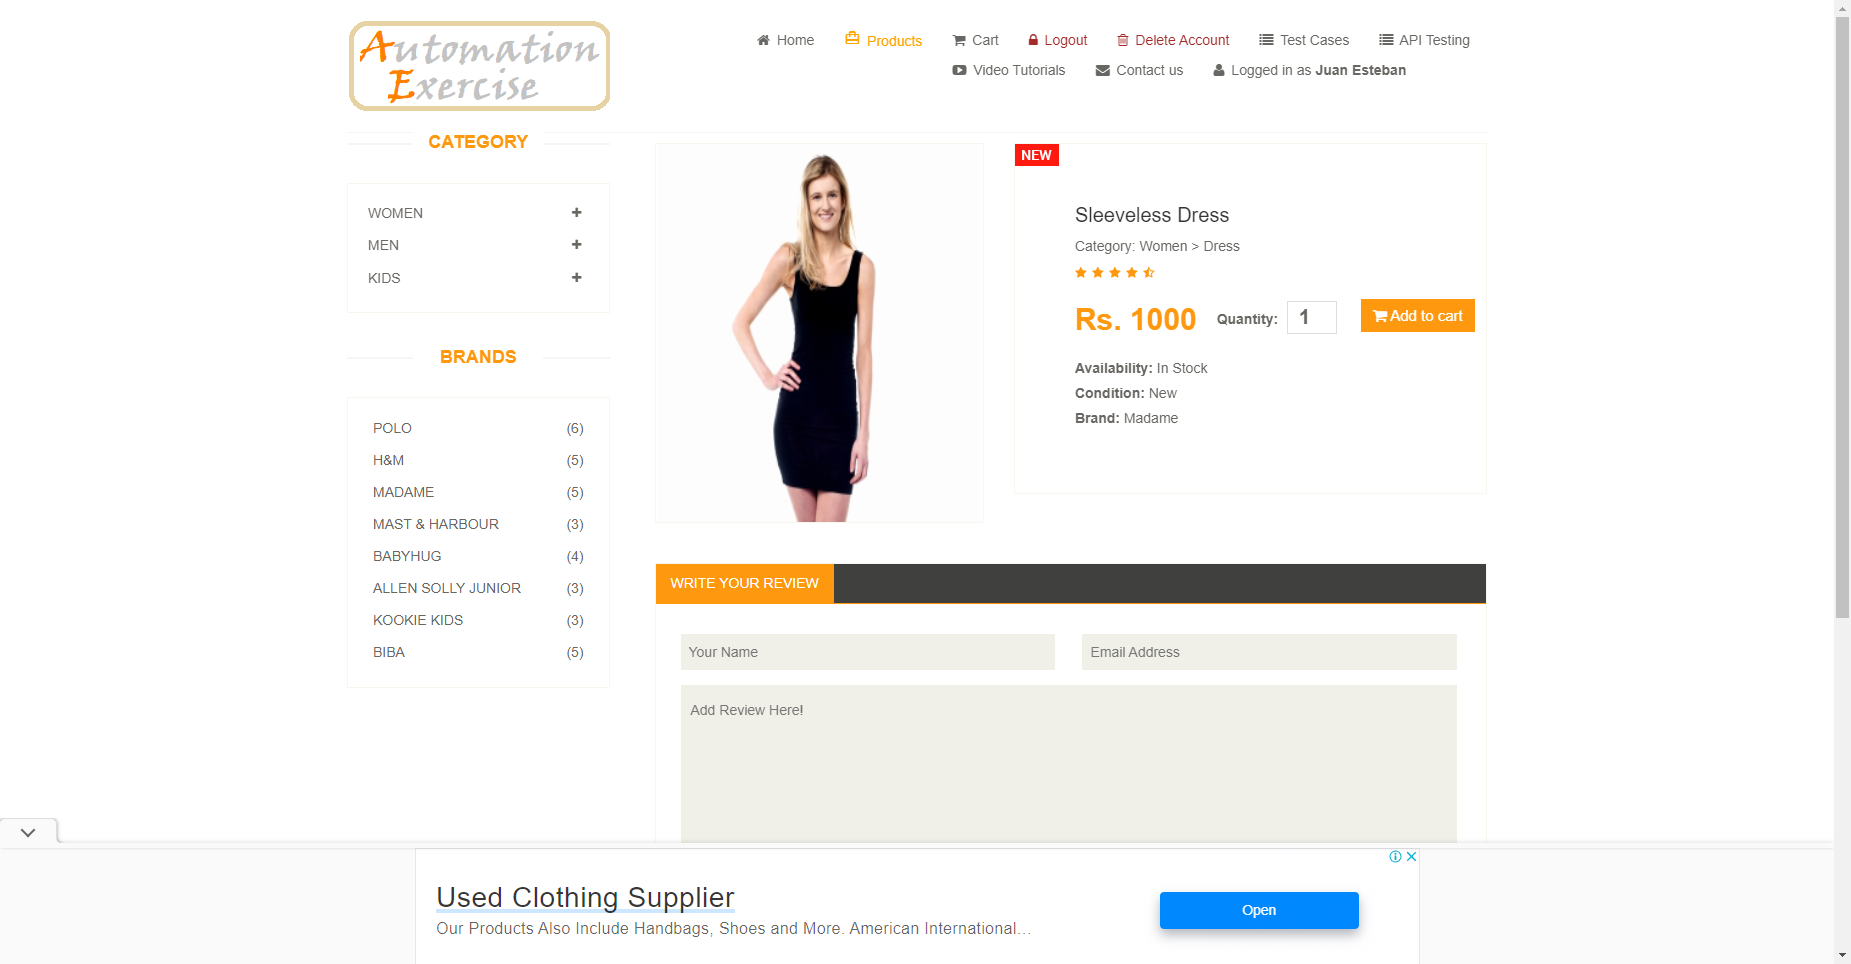 Automation
Exercise
Home
Products
Cart
Logout
Delete Account
Test Cases
API Testing
Video Tutorials
Contact us
Logged in as Juan Esteban
CATEGORY
WOMEN
MEN
KIDS
BRANDS
POLO (6)
H&M (5)
MADAME (5)
MAST & HARBOUR (3)
BABYHUG (4)
ALLEN SOLLY JUNIOR (3)
KOOKIE KIDS (3)
BIBA (5)
NEW
Sleeveless Dress
Category: Women > Dress
Rs. 1000 Quantity: 1 Add to cart
Availability: In Stock
Condition: New
Brand: Madame
WRITE YOUR REVIEW
Your Name
Email Address
Add Review Here!
Used Clothing Supplier
Our Products Also Include Handbags, Shoes and More. American International...
Open